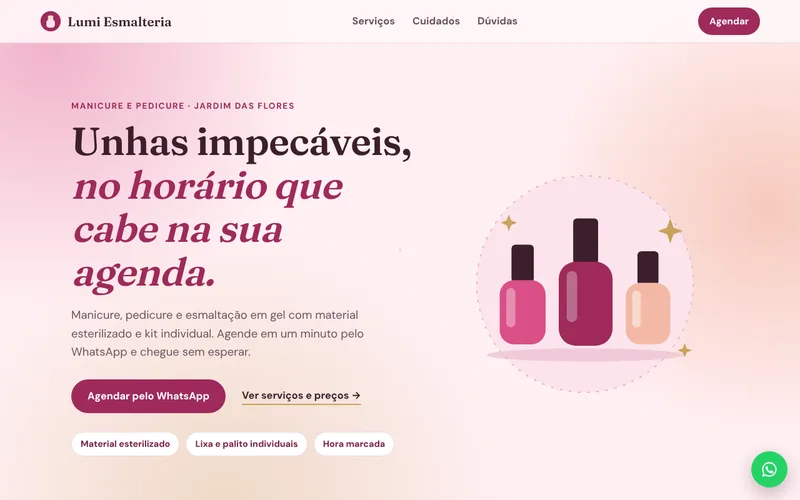 Lumi Esmalteria
Serviços
Cuidados
Dúvidas
Agendar
MANICURE E PEDICURE · JARDIM DAS FLORES
Unhas impecáveis,
no horário que
cabe na sua
agenda.
Manicure, pedicure e esmaltação em gel com material
esterilizado e kit individual. Agende em um minuto pelo
WhatsApp e chegue sem esperar.
Agendar pelo WhatsApp
Ver serviços e preços →
Material esterilizado
Lixa e palito individuais
Hora marcada